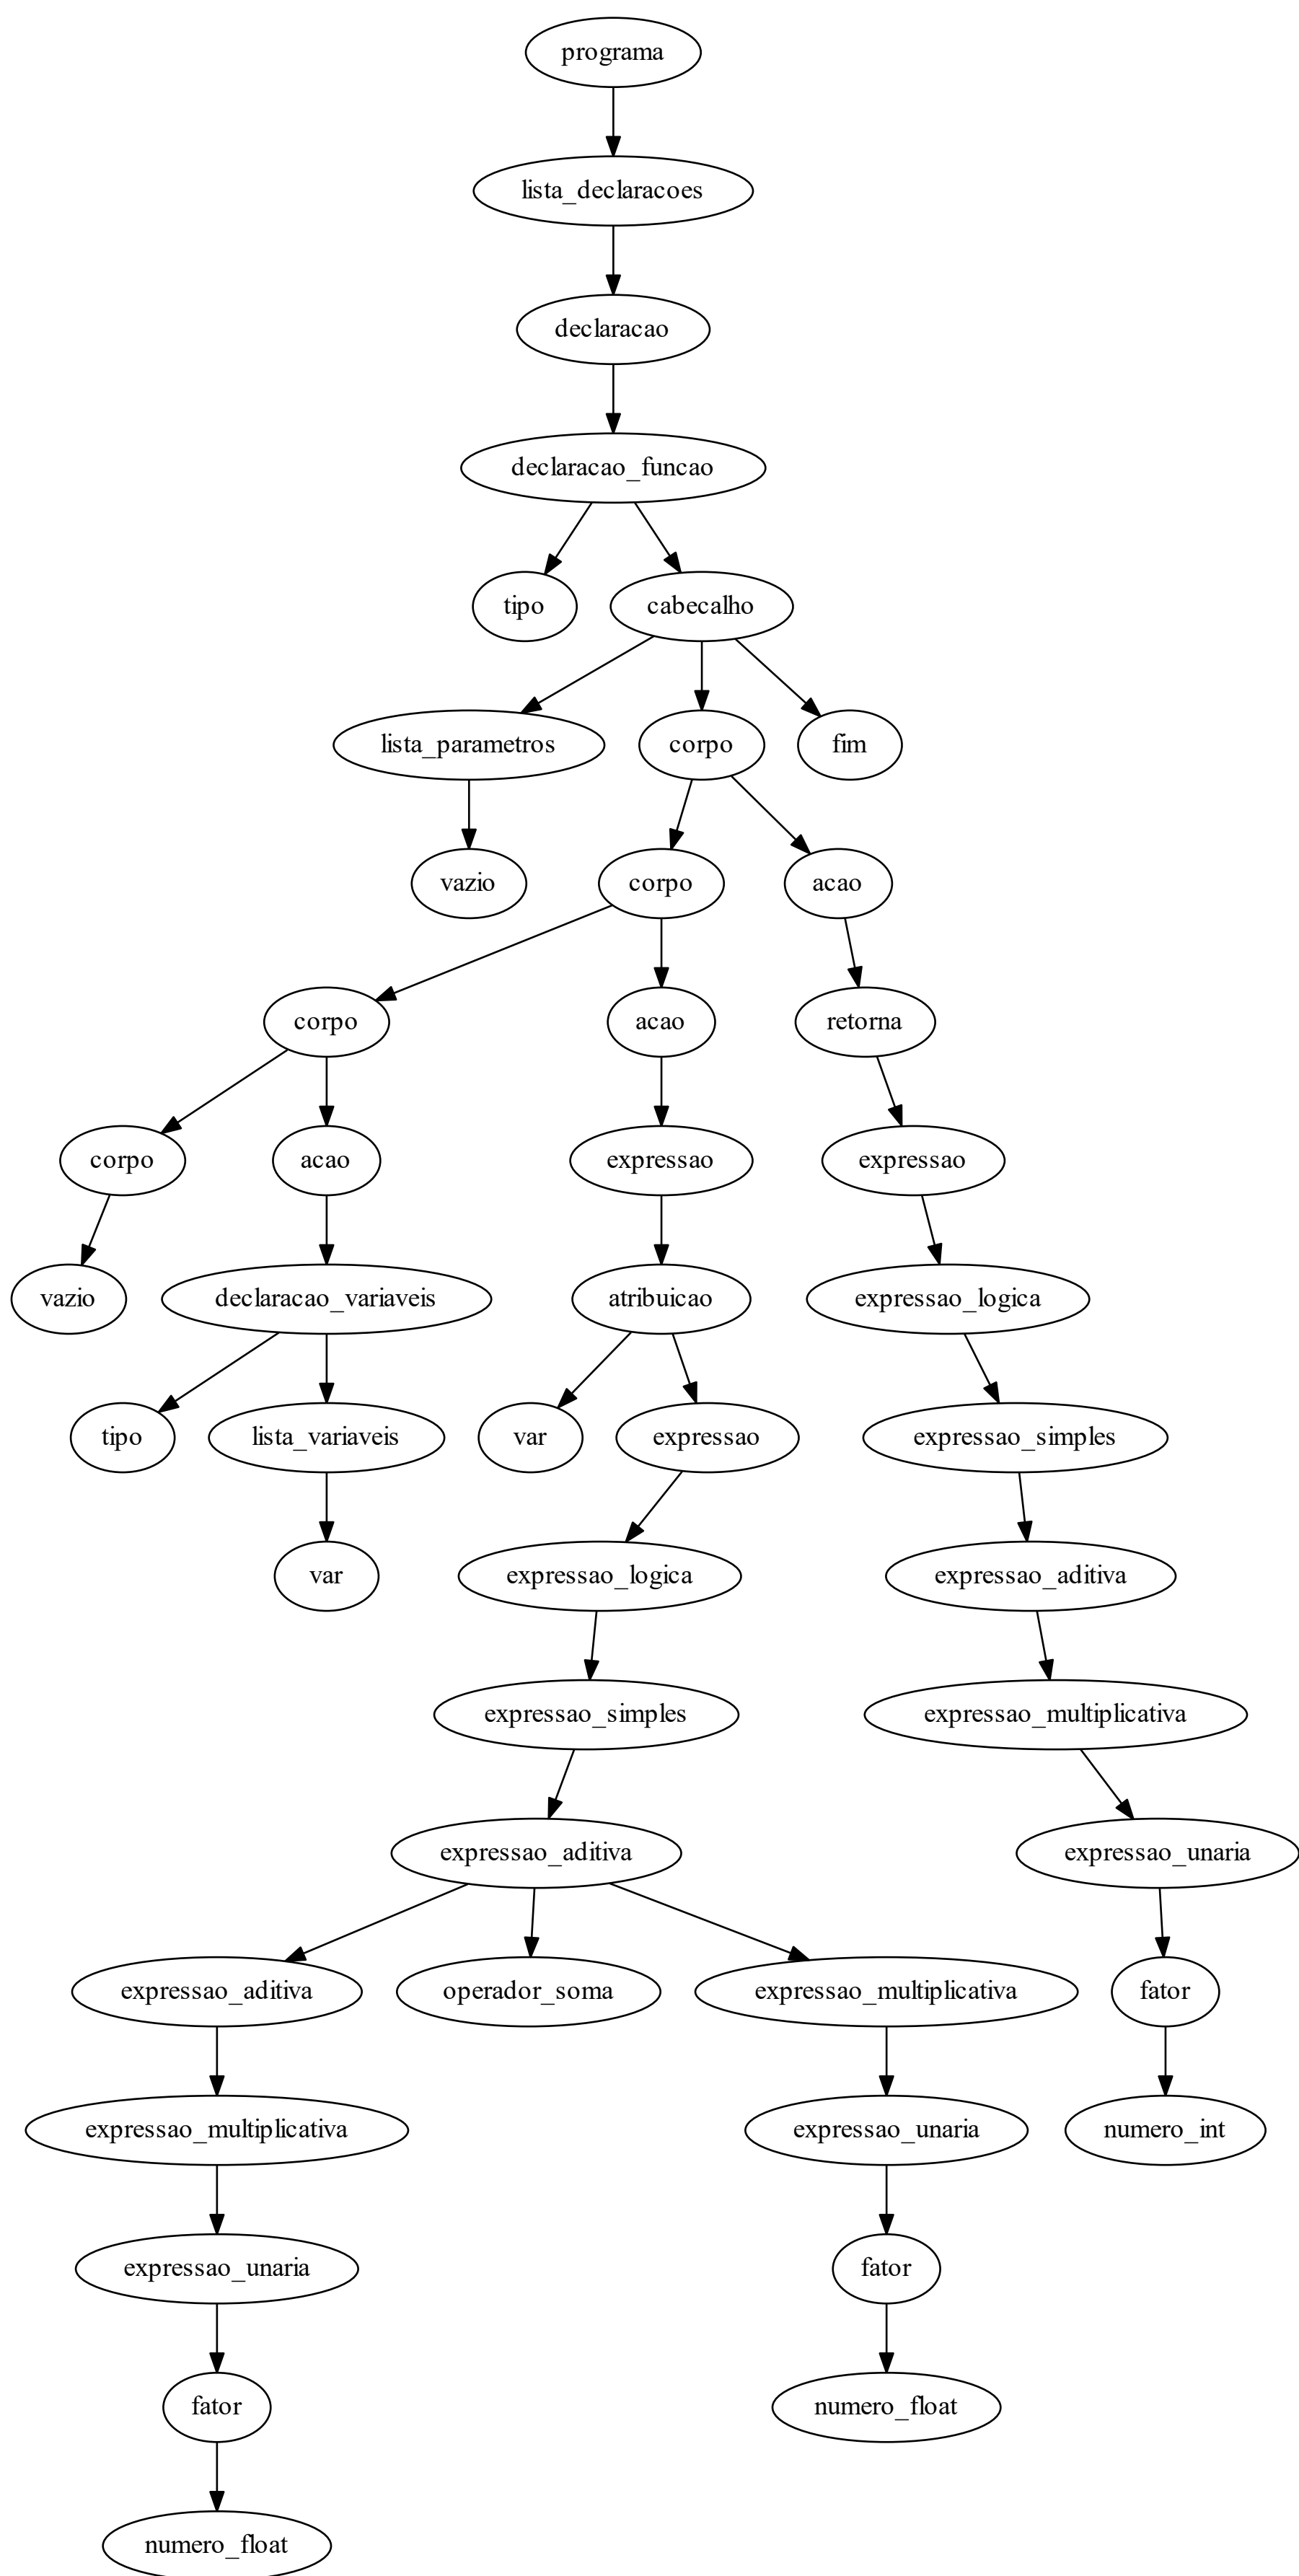 programa
lista_declaracoes
declaracao
declaracao_funcao
tipo
cabecalho
lista_parametros
corpo
fim
vazio
corpo
acao
corpo
acao
retorna
corpo
acao
expressao
expressao
vazio
declaracao_variaveis
atribuicao
expressao_logica
tipo
lista_variaveis
var
expressao
expressao_simples
var
expressao_logica
expressao_aditiva
expressao_simples
expressao_multiplicativa
expressao_aditiva
expressao_unaria
expressao_aditiva
operador_soma
expressao_multiplicativa
fator
expressao_multiplicativa
expressao_unaria
numero_int
expressao_unaria
fator
fator
numero_float
numero_float